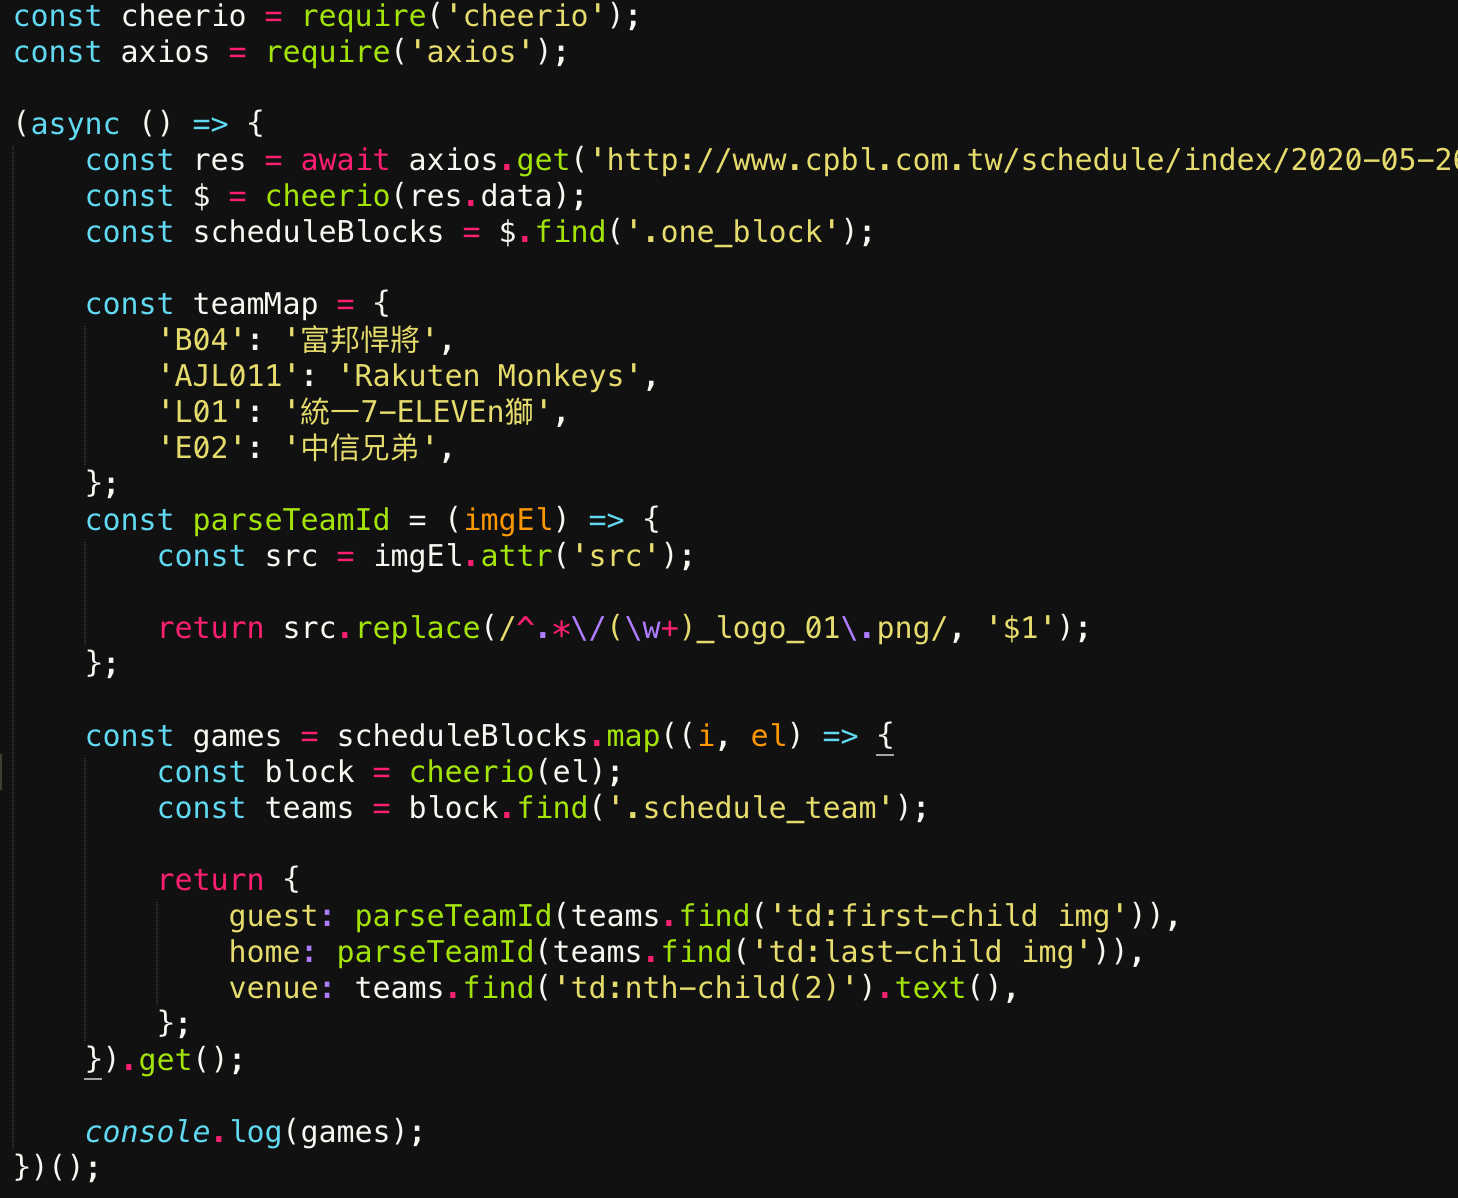 const cheerio = require('cheerio');
const axios = require('axios');
(async () => {
const res = await axios.get('http://www.cpbl.com.tw/schedule/index/2020-05-20
const $ = cheerio(res.data);
const scheduleBlocks = $.find('.one_block');
const teamMap = {
'B04': '富邦悍將',
'AJL011': 'Rakuten Monkeys',
'L01': '統一7-ELEVEn獅',
'E02': '中信兄弟',
};
const parseTeamId = (imgEl) => {
const src = imgEl.attr('src');
return src.replace(/^.*\/(\w+)_logo_01\.png/, '$1');
};
const games = scheduleBlocks.map((i, el) => {
const block = cheerio(el);
const teams = block.find('.schedule_team');
return {
guest: parseTeamId(teams.find('td:first-child img')),
home: parseTeamId(teams.find('td:last-child img')),
venue: teams.find('td:nth-child(2)').text(),
};
}).get();
console.log(games);
})();